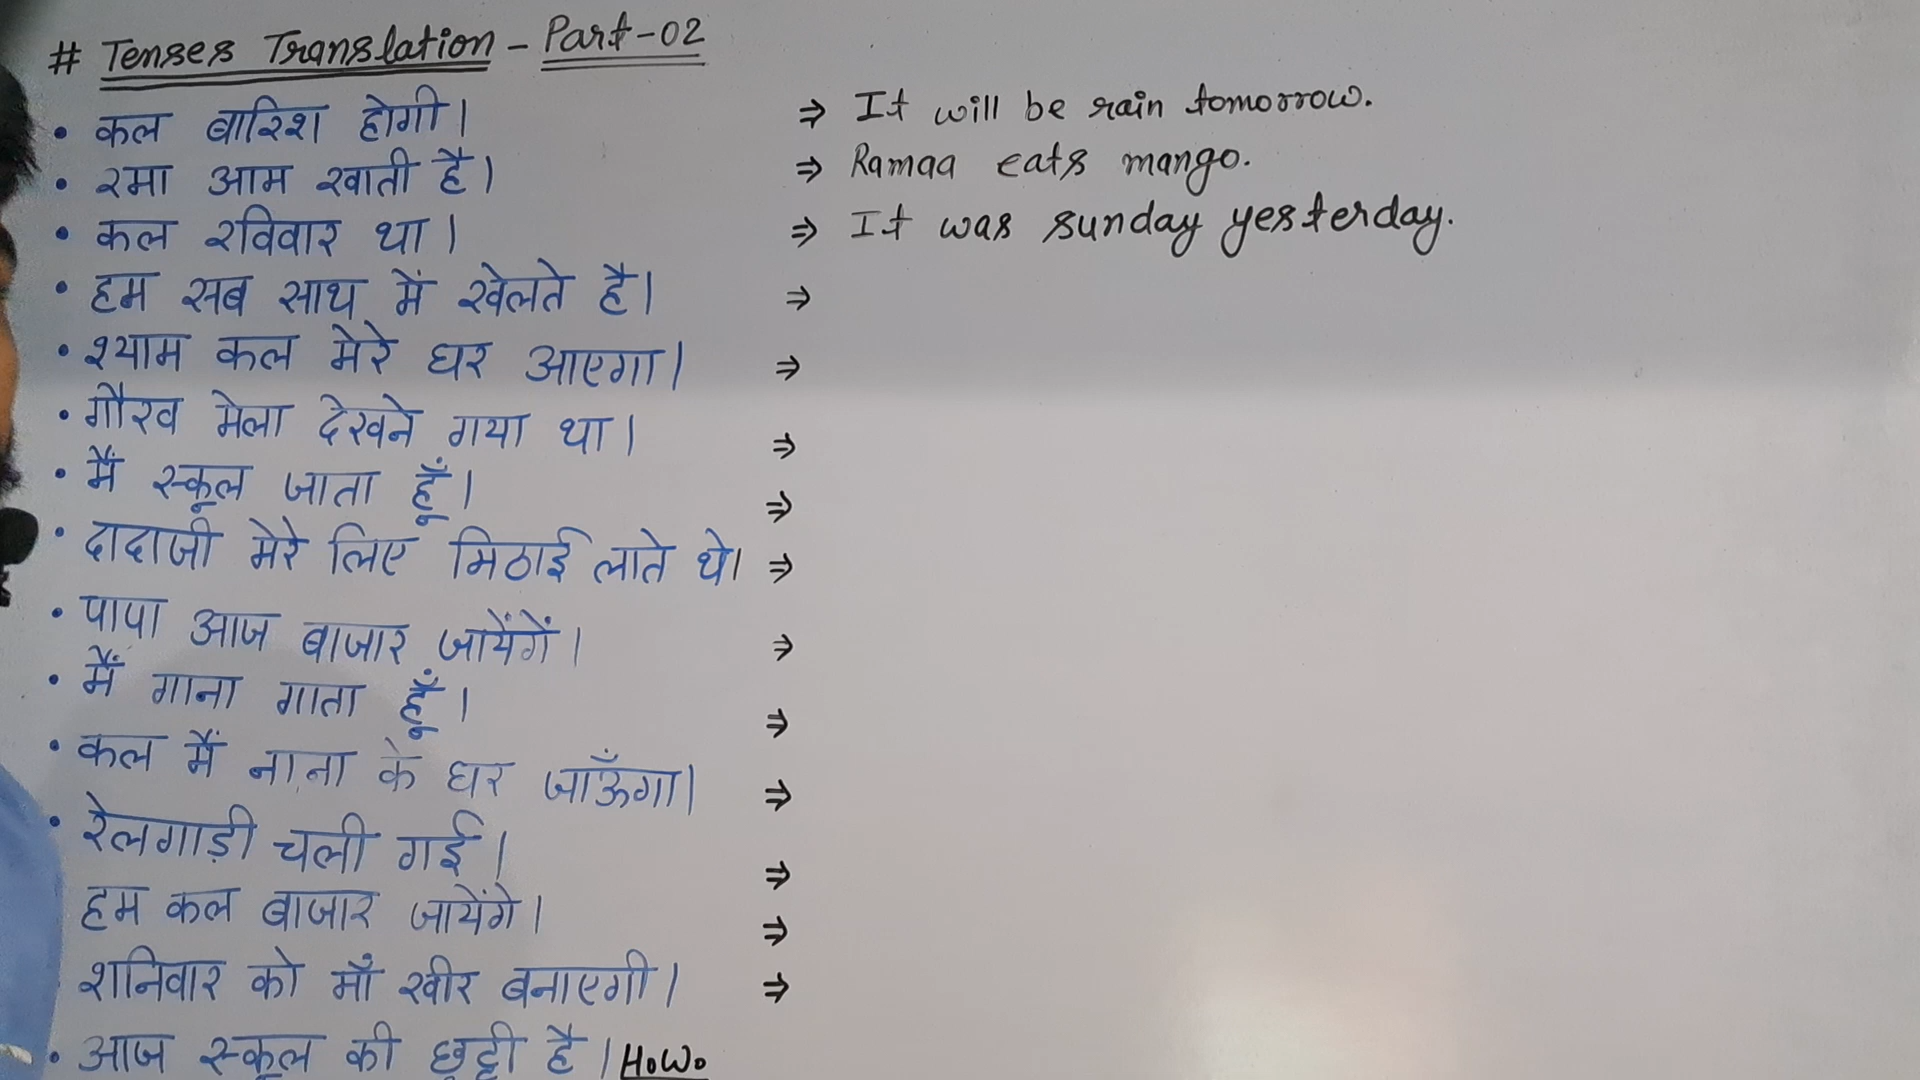 # Tenses Translation - Part-02
• कल बारिश होगी। ⇒ It will be rain tomorrow.
• रमा आम खाती है। ⇒ Ramaa eats mango.
• कल रविवार था। ⇒ It was sunday yesterday.
• हम सब साथ में खेलते है। ⇒
• श्याम कल मेरे घर आएगा। ⇒
• गौरव मेला देखने गया था। ⇒
• मैं स्कूल जाता हूँ। ⇒
• दादाजी मेरे लिए मिठाई लाते थे। ⇒
• पापा आज बाजार जायेंगें। ⇒
• मैं गाना गाता हूँ। ⇒
• कल मैं नाना के घर जाऊँगा। ⇒
• रेलगाड़ी चली गई। ⇒
हम कल बाजार जायेंगे। ⇒
शनिवार को माँ खीर बनाएगी। ⇒
• आज स्कूल की छुट्टी है। H.W.